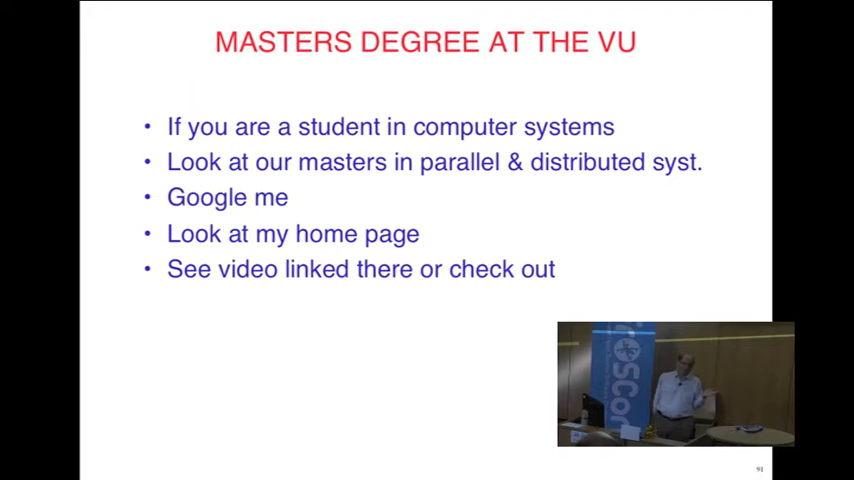 MASTERS DEGREE AT THE VU
• If you are a student in computer systems
• Look at our masters in parallel & distributed syst.
• Google me
• Look at my home page
• See video linked there or check out
91